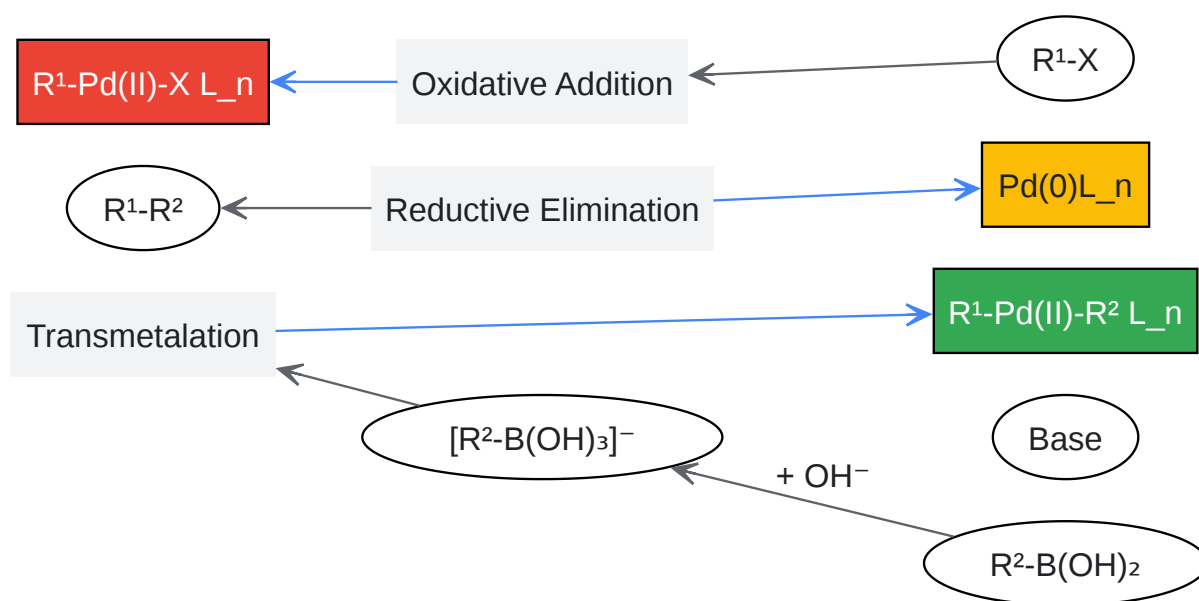 R¹-Pd(II)-X L_n
Oxidative Addition
R¹-X
R¹-R²
Reductive Elimination
Pd(0)L_n
Transmetalation
R¹-Pd(II)-R² L_n
[R²-B(OH)₃]⁻
Base
+ OH⁻
R²-B(OH)₂